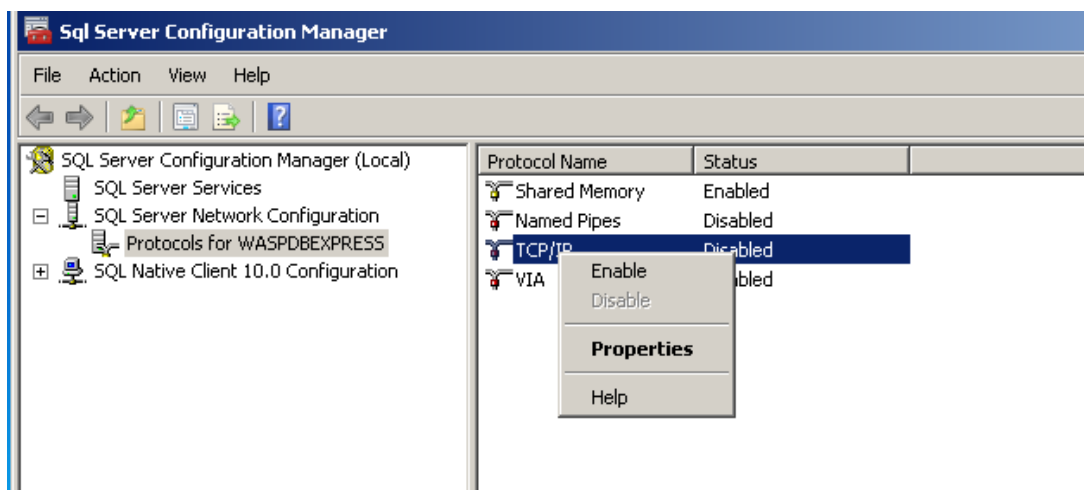 Sql Server Configuration Manager
File Action View Help
SQL Server Configuration Manager (Local)
SQL Server Services
SQL Server Network Configuration
Protocols for WASPDBEXPRESS
SQL Native Client 10.0 Configuration
Protocol Name Status
Shared Memory Enabled
Named Pipes Disabled
TCP/IP Disabled
VIA
Enable
Disable
Properties
Help